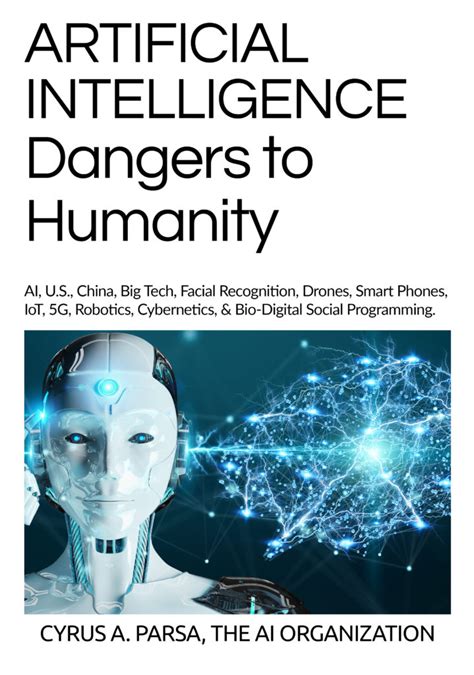 ARTIFICIAL
INTELLIGENCE
Dangers to
Humanity
AI, U.S., China, Big Tech, Facial Recognition, Drones, Smart Phones,
IoT, 5G, Robotics, Cybernetics, & Bio-Digital Social Programming.
CYRUS A. PARSA, THE AI ORGANIZATION